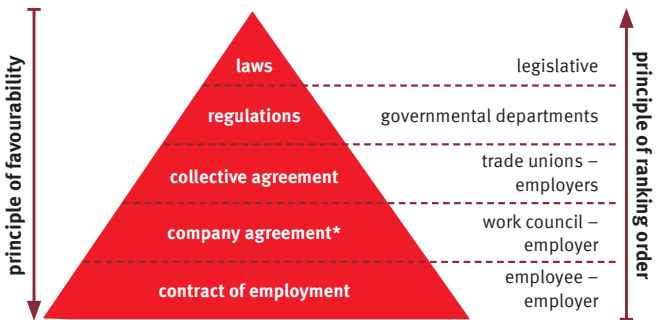 principle of favourability
laws
legislative
regulations
governmental departments
collective agreement
trade unions –
employers
company agreement*
work council –
employer
contract of employment
employee –
employer
principle of ranking order